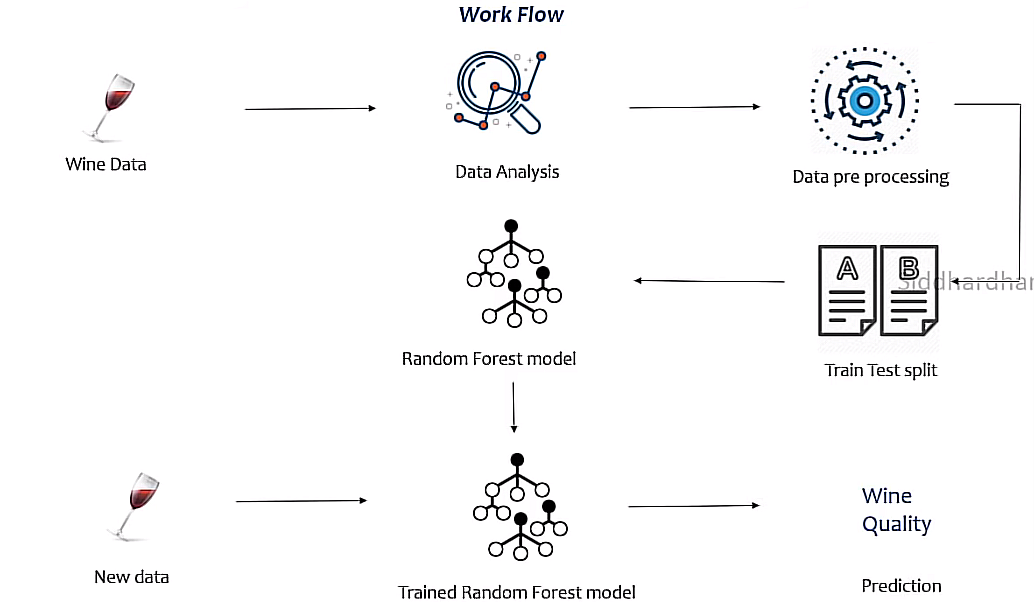 Work Flow
Wine Data
Data Analysis
Data pre processing
A
B
Siddhardhan
Random Forest model
Train Test split
Wine
Quality
New data
Trained Random Forest model
Prediction